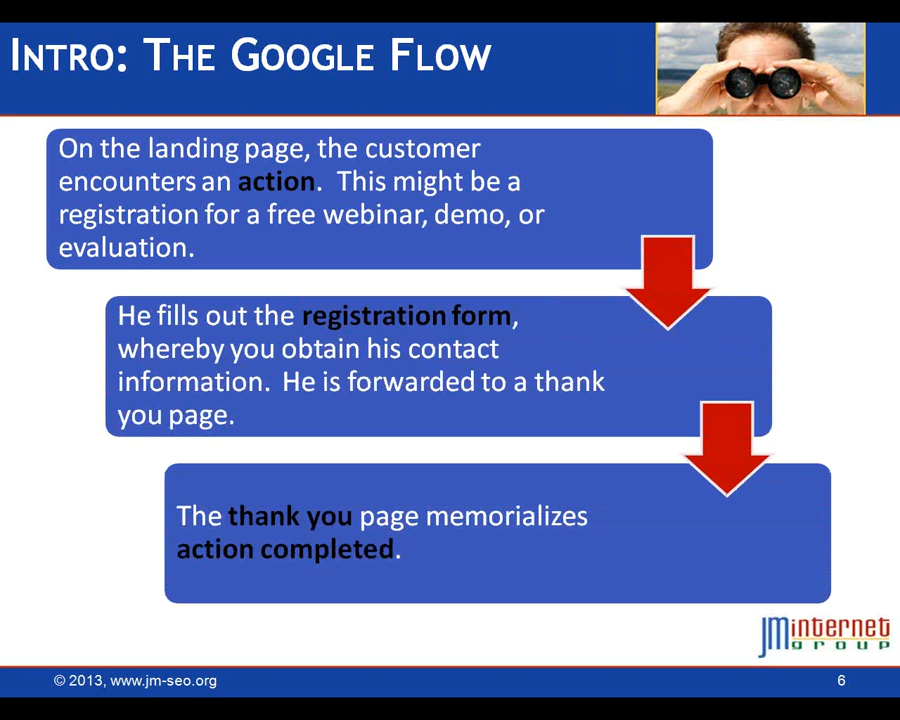 INTRO: THE GOOGLE FLOW
On the landing page, the customer
encounters an action. This might be a
registration for a free webinar, demo, or
evaluation.
He fills out the registration form,
whereby you obtain his contact
information. He is forwarded to a thank
you page.
The thank you page memorializes
action completed.
JMinternet
group
© 2013, www.jm-seo.org
6